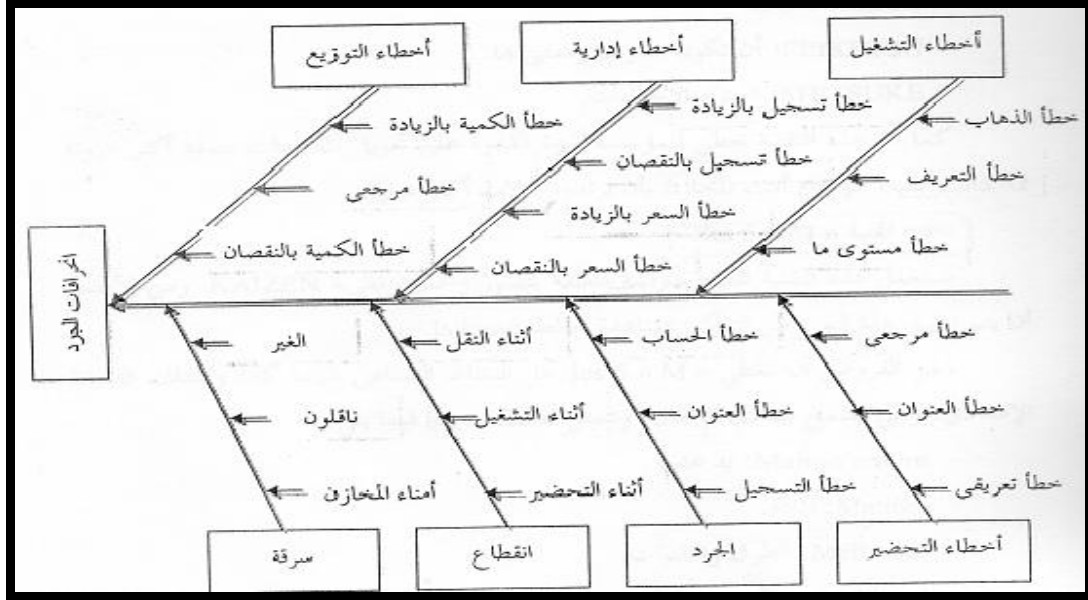 أخطاء التشغيل
أخطاء إدارية
أخطاء التوزيع
خطأ الذهاب
خطأ التعريف
خطأ مستوى ما
خطأ تسجيل بالزيادة
خطأ تسجيل بالنقصان
خطأ السعر بالزيادة
خطأ السعر بالنقصان
خطأ الكمية بالزيادة
خطأ مرجعى
خطأ الكمية بالنقصان
انحرافات الجرد
خطأ مرجعى
خطأ العنوان
خطأ تعريفى
خطأ الحساب
خطأ العنوان
خطأ التسجيل
أثناء النقل
أثناء التشغيل
أثناء التحضير
الغير
ناقلون
أمناء المخازن
أخطاء التحضير
الجرد
انقطاع
سرقة